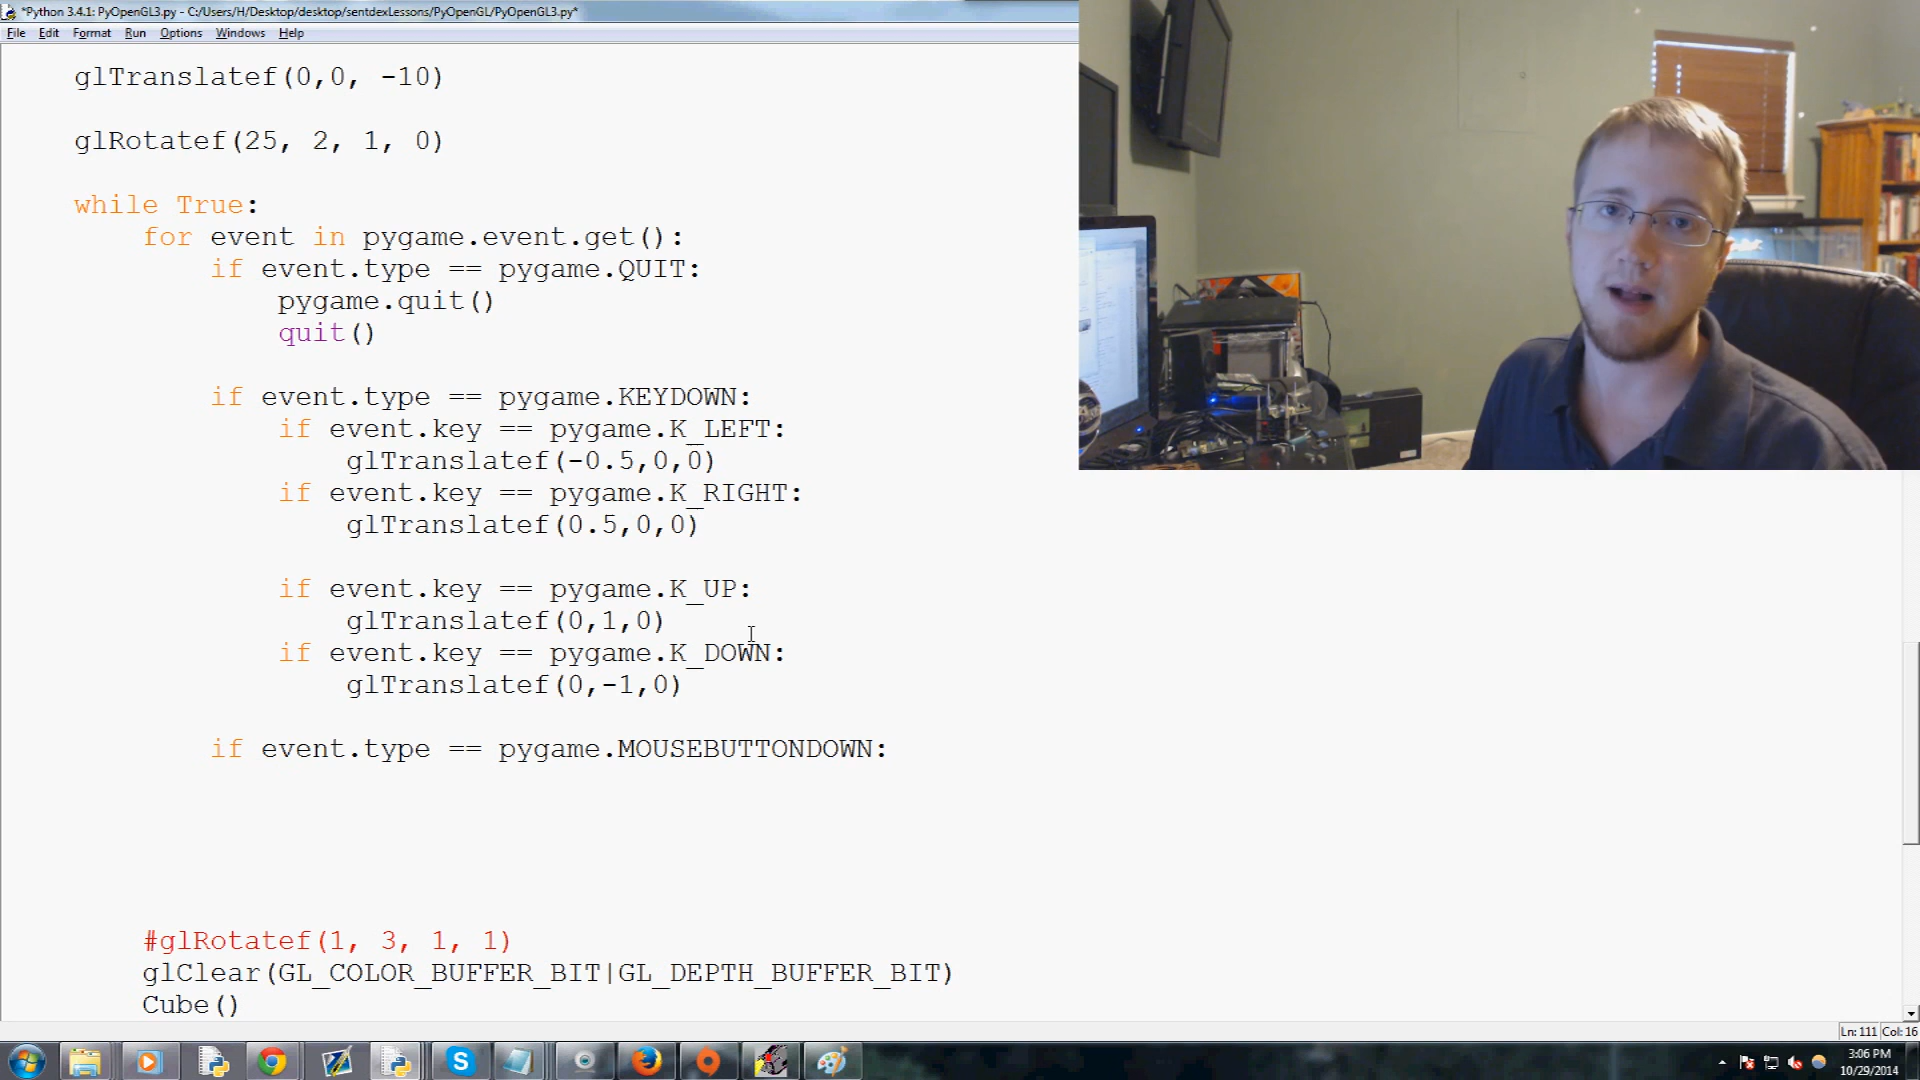 *Python 3.4.1: PyOpenGL3.py - C:/Users/H/Desktop/desktop/sentdexLessons/PyOpenGL/PyOpenGL3.py*
File Edit Format Run Options Windows Help
glTranslatef(0,0, -10)
glRotatef(25, 2, 1, 0)
while True:
for event in pygame.event.get():
if event.type == pygame.QUIT:
pygame.quit()
quit()
if event.type == pygame.KEYDOWN:
if event.key == pygame.K_LEFT:
glTranslatef(-0.5,0,0)
if event.key == pygame.K_RIGHT:
glTranslatef(0.5,0,0)
if event.key == pygame.K_UP:
glTranslatef(0,1,0)
if event.key == pygame.K_DOWN:
glTranslatef(0,-1,0)
if event.type == pygame.MOUSEBUTTONDOWN:
#glRotatef(1, 3, 1, 1)
glClear(GL_COLOR_BUFFER_BIT|GL_DEPTH_BUFFER_BIT)
Cube()
Ln: 111 Col: 16
3:06 PM
10/29/2014